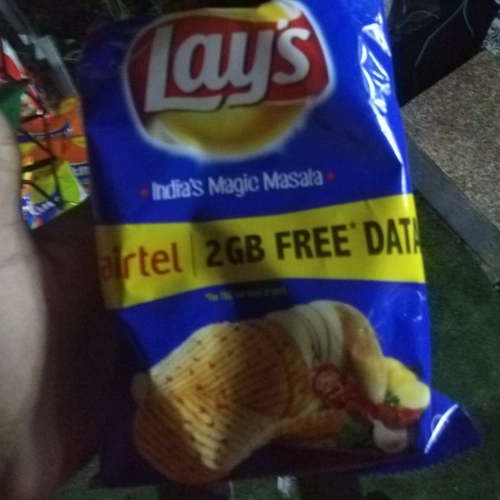 Lay's
India's Magic Masala
airtel 2GB FREE* DATA